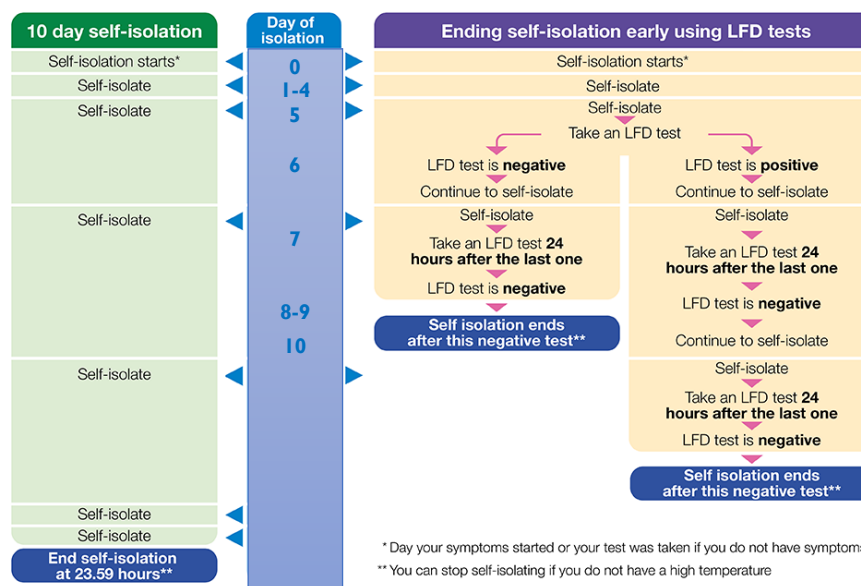 10 day self-isolation
Self-isolation starts*
Self-isolate
Self-isolate
Self-isolate
Self-isolate
Self-isolate
Self-isolate
End self-isolation
at 23.59 hours**
Day of
isolation
0
1-4
5
6
7
8-9
10
Ending self-isolation early using LFD tests
Self-isolation starts*
Self-isolate
Self-isolate
Take an LFD test
LFD test is negative
Continue to self-isolate
Self-isolate
Take an LFD test 24
hours after the last one
LFD test is negative
Self isolation ends
after this negative test**
LFD test is positive
Continue to self-isolate
Self-isolate
Take an LFD test 24
hours after the last one
LFD test is negative
Continue to self-isolate
Self-isolate
Take an LFD test 24
hours after the last one
LFD test is negative
Self isolation ends
after this negative test**
* Day your symptoms started or your test was taken if you do not have symptom
** You can stop self-isolating if you do not have a high temperature